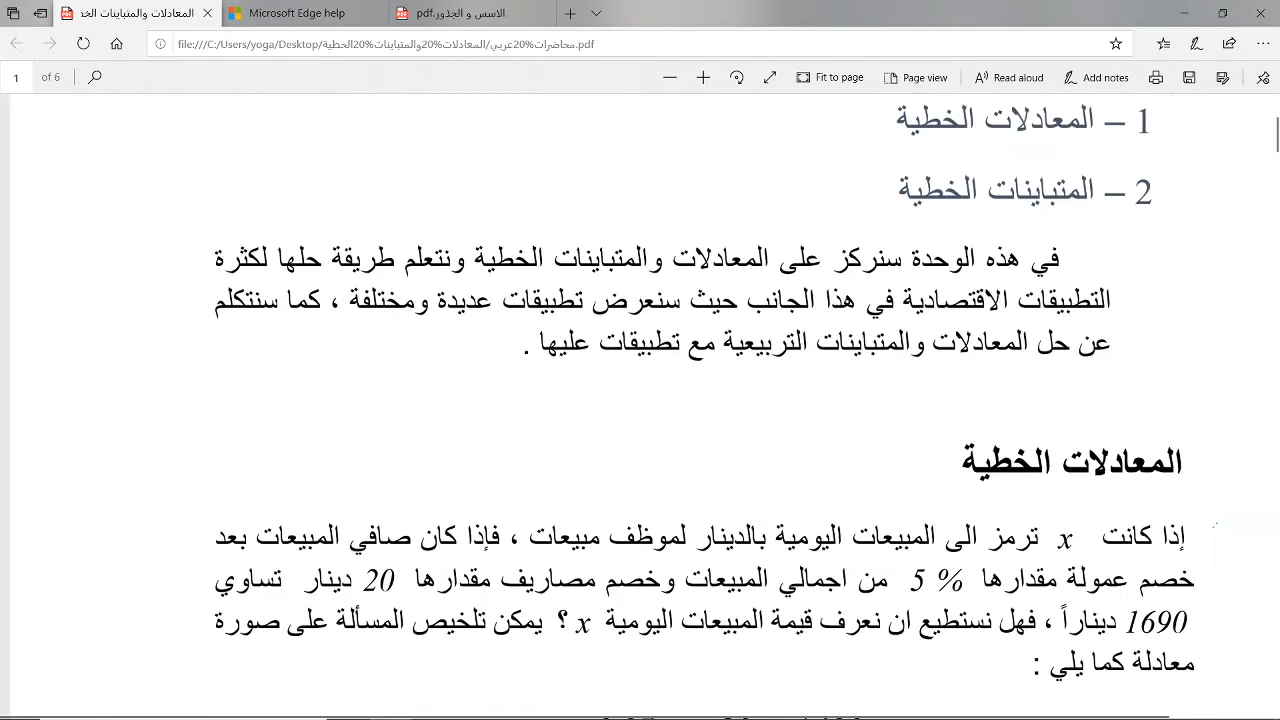 المعادلات والمتباينات الخد
Microsoft Edge help
الاسس و الجذور.pdf
file:///C:/Users/yoga/Desktop/محاضرات%20عربي/المعادلات%20والمتباينات%20الخطية.pdf
1 of 6
Fit to page
Page view
Read aloud
Add notes
1 – المعادلات الخطية
2 – المتباينات الخطية
في هذه الوحدة سنركز على المعادلات والمتباينات الخطية ونتعلم طريقة حلها لكثرة
التطبيقات الاقتصادية في هذا الجانب حيث سنعرض تطبيقات عديدة ومختلفة ، كما سنتكلم
عن حل المعادلات والمتباينات التربيعية مع تطبيقات عليها .
المعادلات الخطية
إذا كانت x ترمز الى المبيعات اليومية بالدينار لموظف مبيعات ، فإذا كان صافي المبيعات بعد
خصم عمولة مقدارها % 5 من اجمالي المبيعات وخصم مصاريف مقدارها 20 دينار تساوي
1690 ديناراً ، فهل نستطيع ان نعرف قيمة المبيعات اليومية x ؟ يمكن تلخيص المسألة على صورة
معادلة كما يلي :